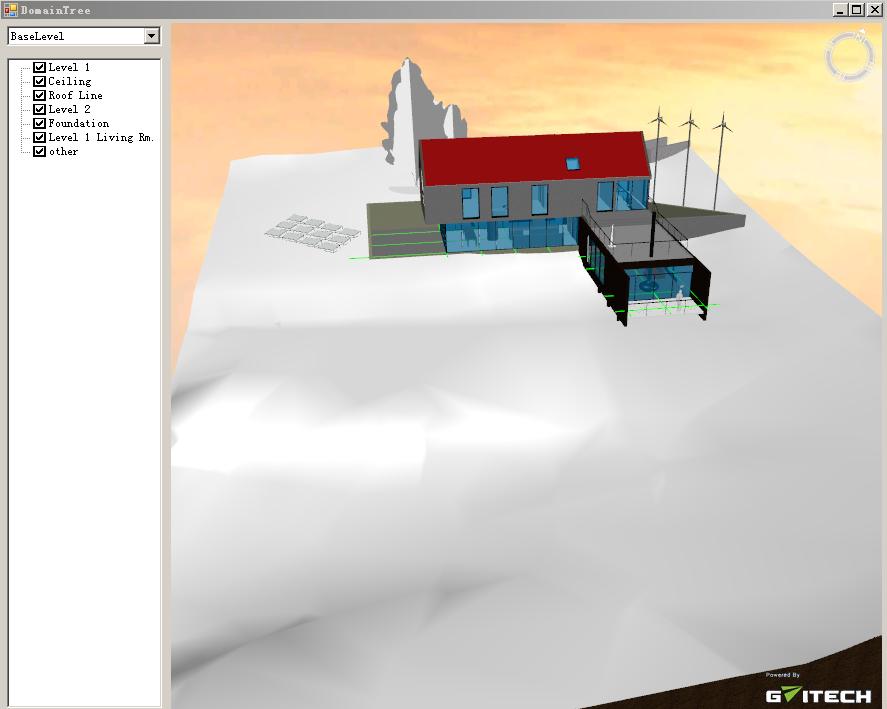 DomainTree
BaseLevel
Level 1
Ceiling
Roof Line
Level 2
Foundation
Level 1 Living Rm.
other
Powered By
GVITECH